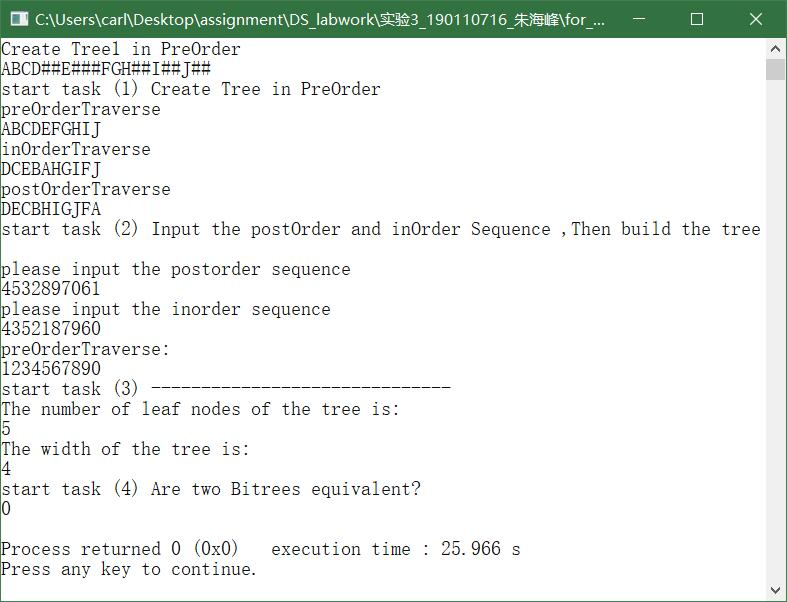 C:\Users\carl\Desktop\assignment\DS_labwork\实验3_190110716_朱海峰\for_...
Create Tree1 in PreOrder
ABCD##E###FGH##I##J##
start task (1) Create Tree in PreOrder
preOrderTraverse
ABCDEFGHIJ
inOrderTraverse
DCEBAHGIFJ
postOrderTraverse
DECBHIGJFA
start task (2) Input the postOrder and inOrder Sequence ,Then build the tree
please input the postorder sequence
4532897061
please input the inorder sequence
4352187960
preOrderTraverse:
1234567890
start task (3) ------------------------------
The number of leaf nodes of the tree is:
5
The width of the tree is:
4
start task (4) Are two Bitrees equivalent?
0
Process returned 0 (0x0)   execution time : 25.966 s
Press any key to continue.